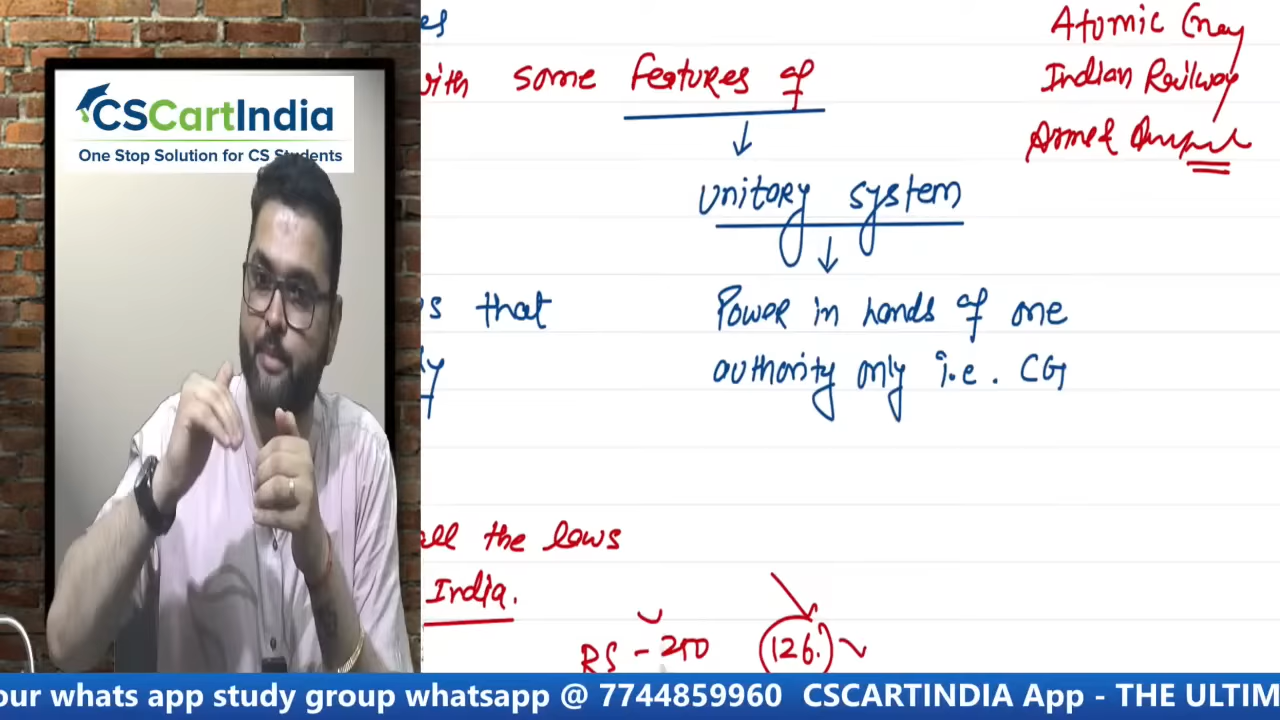 CSCartIndia
One Stop Solution for CS Students
es
with some features of
unitory system
s that
Power in hands of one
authority only i.e. CG
y
all the laws
India.
RS - 250 126
Atomic
Indian Railway
Armed
our whats app study group whatsapp @ 7744859960 CSCARTINDIA App - THE ULTIM